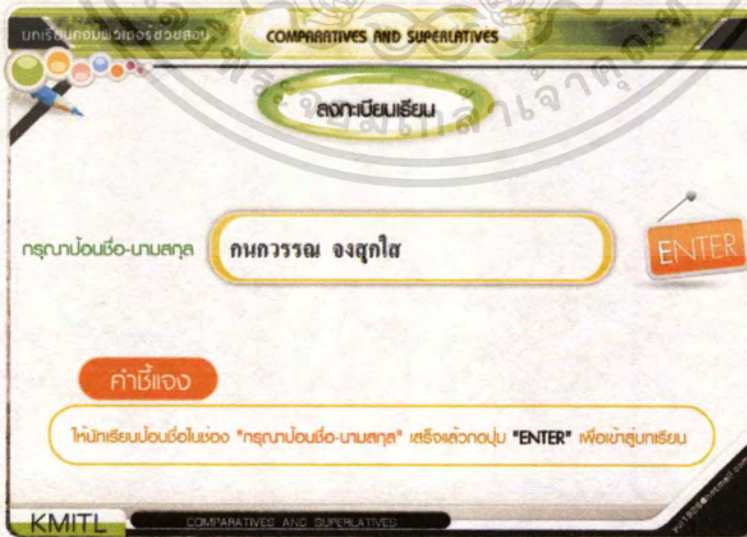 บทเรียนคอมพิวเตอร์ช่วยสอน
COMPARATIVES AND SUPERLATIVES
ลงทะเบียนเรียน
กรุณาป้อนชื่อ-นามสกุล
กนกวรรณ จงสุกใส
ENTER
คำชี้แจง
ให้นักเรียนป้อนชื่อในช่อง "กรุณาป้อนชื่อ-นามสกุล" เสร็จแล้วกดปุ่ม "ENTER" เพื่อเข้าสู่บทเรียน
KMITL
COMPARATIVES AND SUPERLATIVES